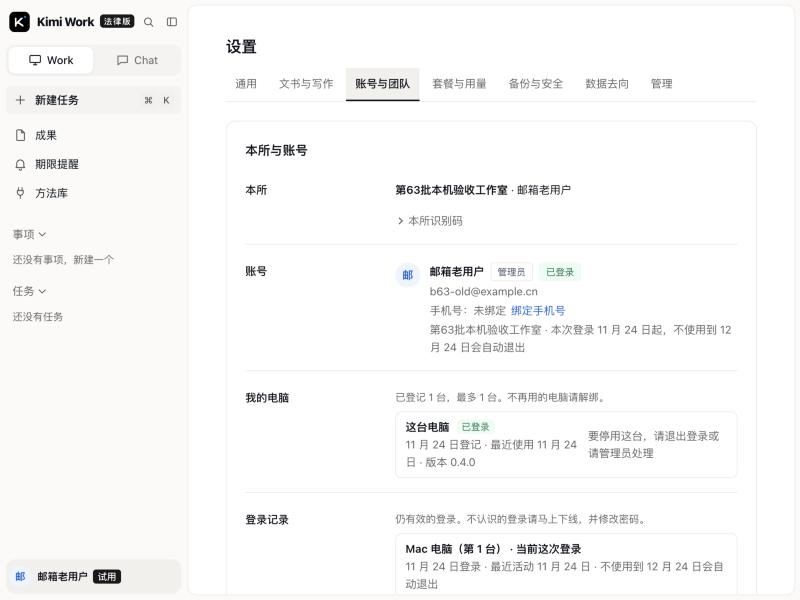 Kimi Work 法律版
Work
Chat
新建任务 ⌘ K
成果
期限提醒
方法库
事项
还没有事项，新建一个
任务
还没有任务
邮 邮箱老用户 试用
设置
通用 文书与写作 账号与团队 套餐与用量 备份与安全 数据去向 管理
本所与账号
本所
第63批本机验收工作室 · 邮箱老用户
本所识别码
账号
邮 邮箱老用户 管理员 已登录
b63-old@example.cn
手机号：未绑定 绑定手机号
第63批本机验收工作室 · 本次登录 11 月 24 日起，不使用到 12
月 24 日会自动退出
我的电脑
已登记 1 台，最多 1 台。不再用的电脑请解绑。
这台电脑 已登录
11 月 24 日登记 · 最近使用 11 月 24
日 · 版本 0.4.0
要停用这台，请退出登录或
请管理员处理
登录记录
仍有效的登录。不认识的登录请马上下线，并修改密码。
Mac 电脑（第 1 台） · 当前这次登录
11 月 24 日登录 · 最近活动 11 月 24 日 · 不使用到 12 月 24 日会自
动退出